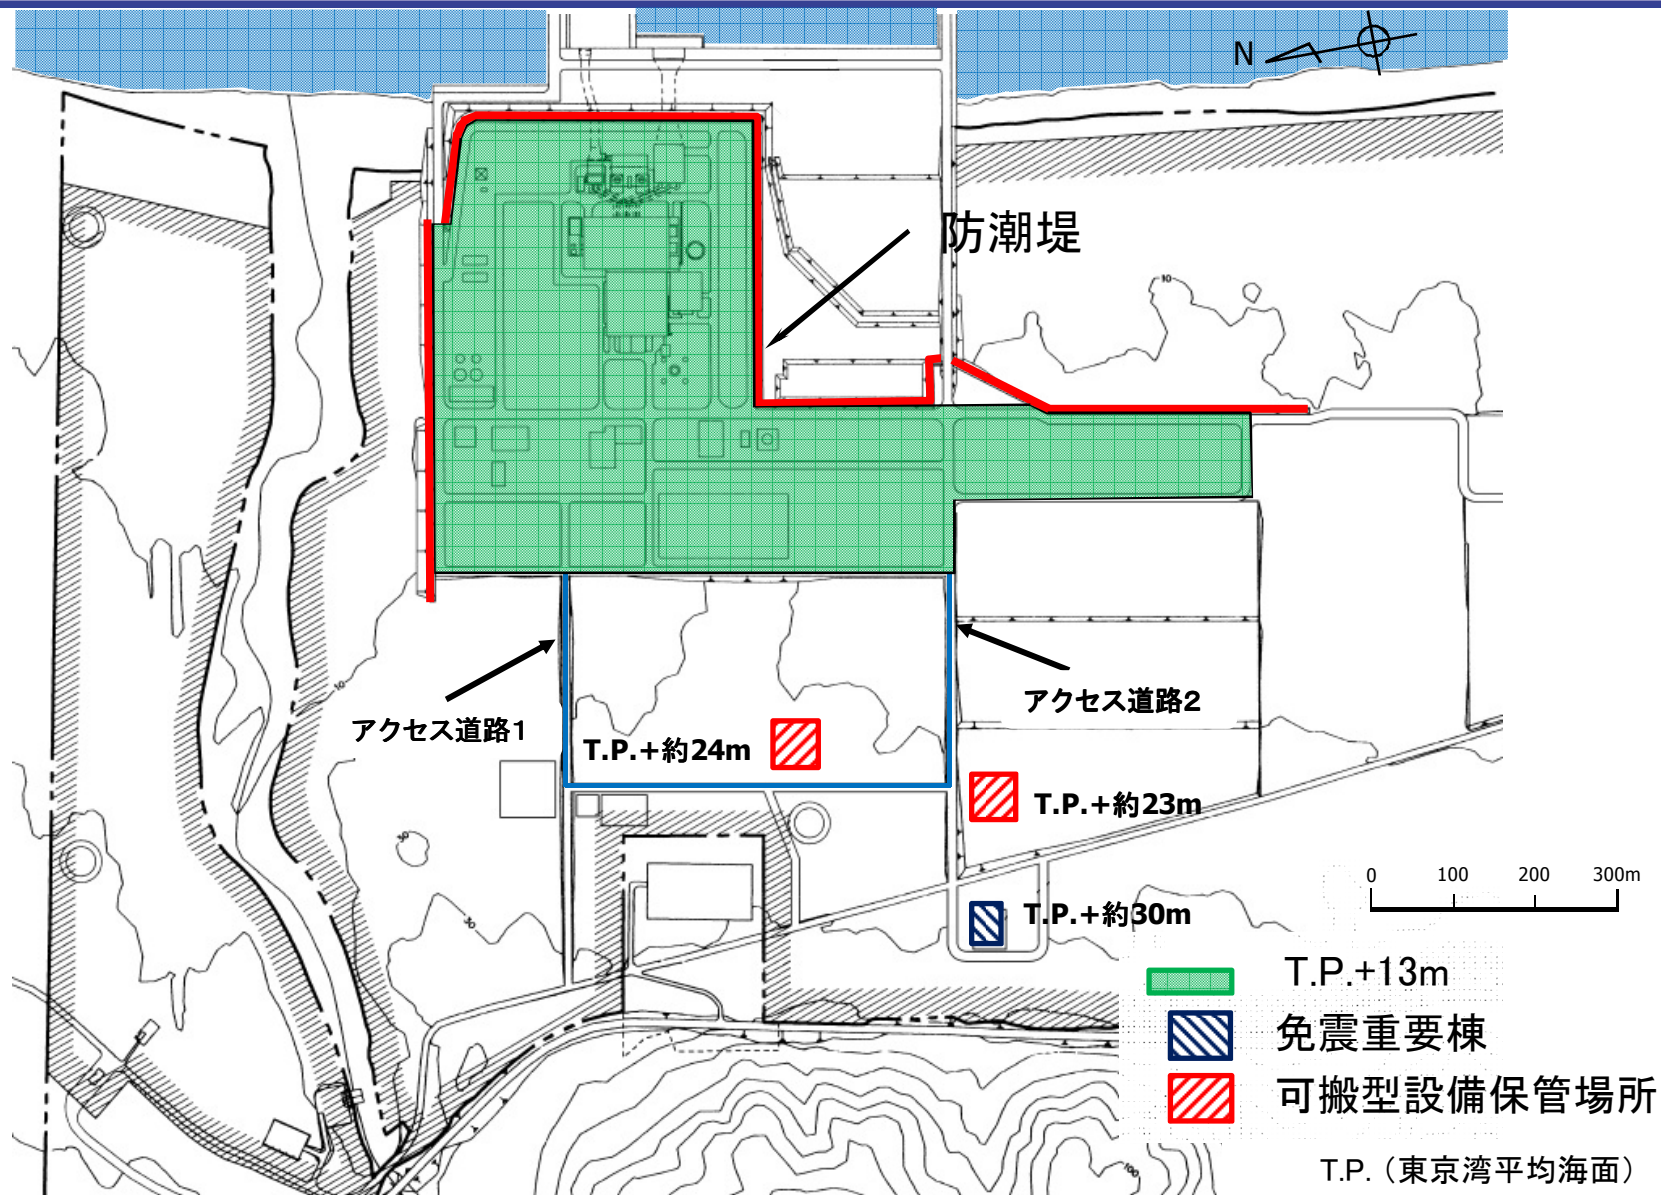 N
防潮堤
アクセス道路1
アクセス道路2
T.P.+約24m
T.P.+約23m
T.P.+約30m
0 100 200 300m
T.P.+13m
免震重要棟
可搬型設備保管場所
T.P.（東京湾平均海面）
100